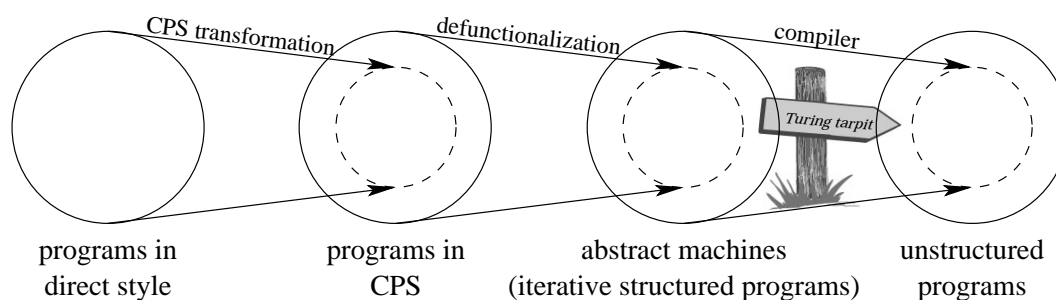 CPS transformation
defunctionalization
compiler
Turing tarpit
programs in
direct style
programs in
CPS
abstract machines
(iterative structured programs)
unstructured
programs